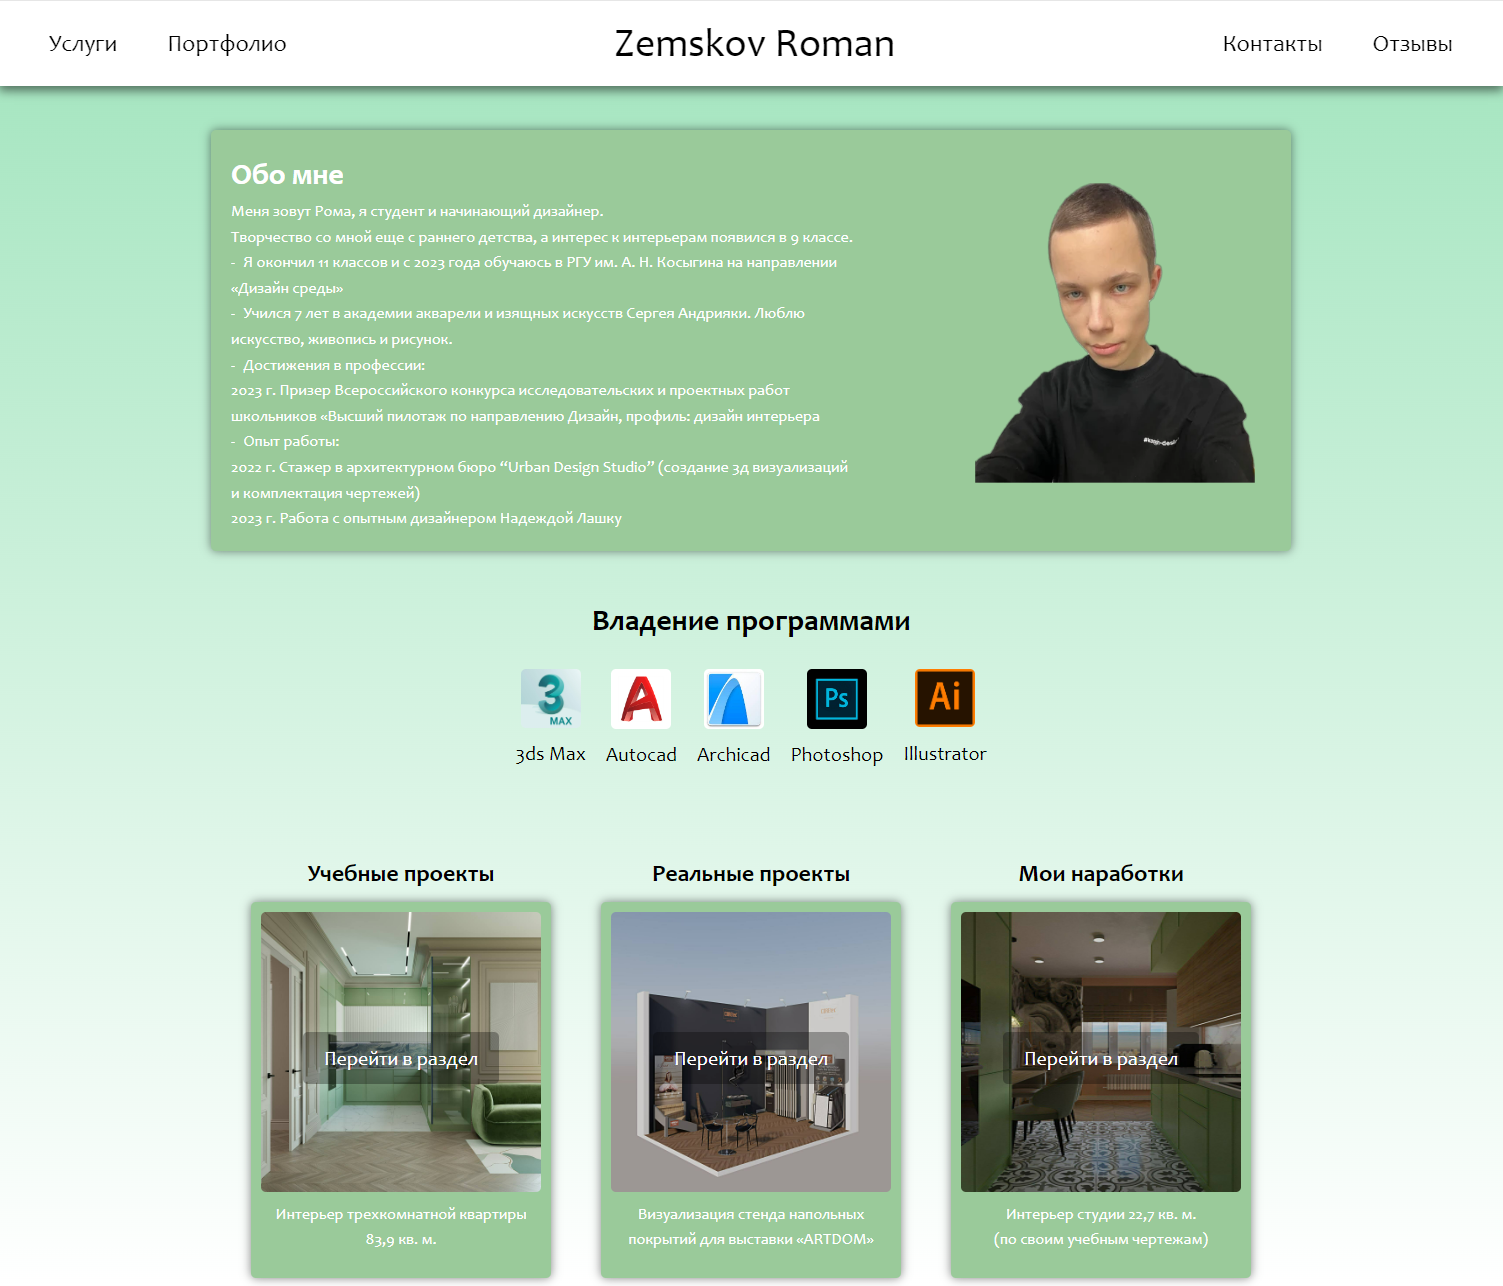 Услуги
Портфолио
Zemskov Roman
Контакты
Отзывы
Обо мне
Меня зовут Рома, я студент и начинающий дизайнер.
Творчество со мной еще с раннего детства, а интерес к интерьерам появился в 9 классе.
- Я окончил 11 классов и с 2023 года обучаюсь в РГУ им. А. Н. Косыгина на направлении
«Дизайн среды»
- Учился 7 лет в академии акварели и изящных искусств Сергея Андрияки. Люблю
искусство, живопись и рисунок.
- Достижения в профессии:
2023 г. Призер Всероссийского конкурса исследовательских и проектных работ
школьников «Высший пилотаж по направлению Дизайн, профиль: дизайн интерьера
- Опыт работы:
2022 г. Стажер в архитектурном бюро “Urban Design Studio” (создание 3д визуализаций
и комплектация чертежей)
2023 г. Работа с опытным дизайнером Надеждой Лашку
Владение программами
3 MAX
A
Ps
Ai
3ds Max
Autocad
Archicad
Photoshop
Illustrator
Учебные проекты
Реальные проекты
Мои наработки
Перейти в раздел
Перейти в раздел
Перейти в раздел
Интерьер трехкомнатной квартиры
83,9 кв. м.
Визуализация стенда напольных
покрытий для выставки «ARTDOM»
Интерьер студии 22,7 кв. м.
(по своим учебным чертежам)